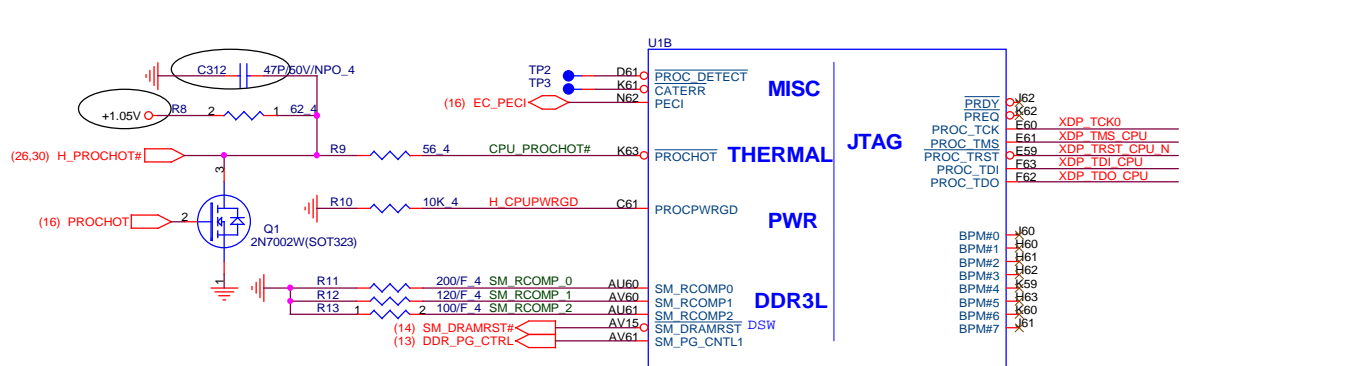 U1B
C312 47P/50V/NPO_4
+1.05V R8 2 1 62_4
(26,30) H_PROCHOT# R9 56_4 CPU_PROCHOT# K63 PROCHOT
3
(16) PROCHOT 2
Q1
2N7002W(SOT323)
1
R10 10K_4 H_CPUPWRGD C61 PROCPWRGD
R11 200/F_4 SM_RCOMP_0 AU60 SM_RCOMP0
R12 120/F_4 SM_RCOMP_1 AV60 SM_RCOMP1
R13 1 2 100/F_4 SM_RCOMP_2 AU61 SM_RCOMP2
(14) SM_DRAMRST# AV15 SM_DRAMRST DSW
(13) DDR_PG_CTRL AV61 SM_PG_CNTL1
TP2 D61 PROC_DETECT
TP3 K61 CATERR
(16) EC_PECI N62 PECI
MISC
THERMAL
PWR
DDR3L
JTAG
PRDY J62
PREQ K62
PROC_TCK E60 XDP_TCK0
PROC_TMS E61 XDP_TMS_CPU
PROC_TRST E59 XDP_TRST_CPU_N
PROC_TDI F63 XDP_TDI_CPU
PROC_TDO F62 XDP_TDO_CPU
BPM#0 J60
BPM#1 H60
BPM#2 H61
BPM#3 H62
BPM#4 K59
BPM#5 H63
BPM#6 K60
BPM#7 J61